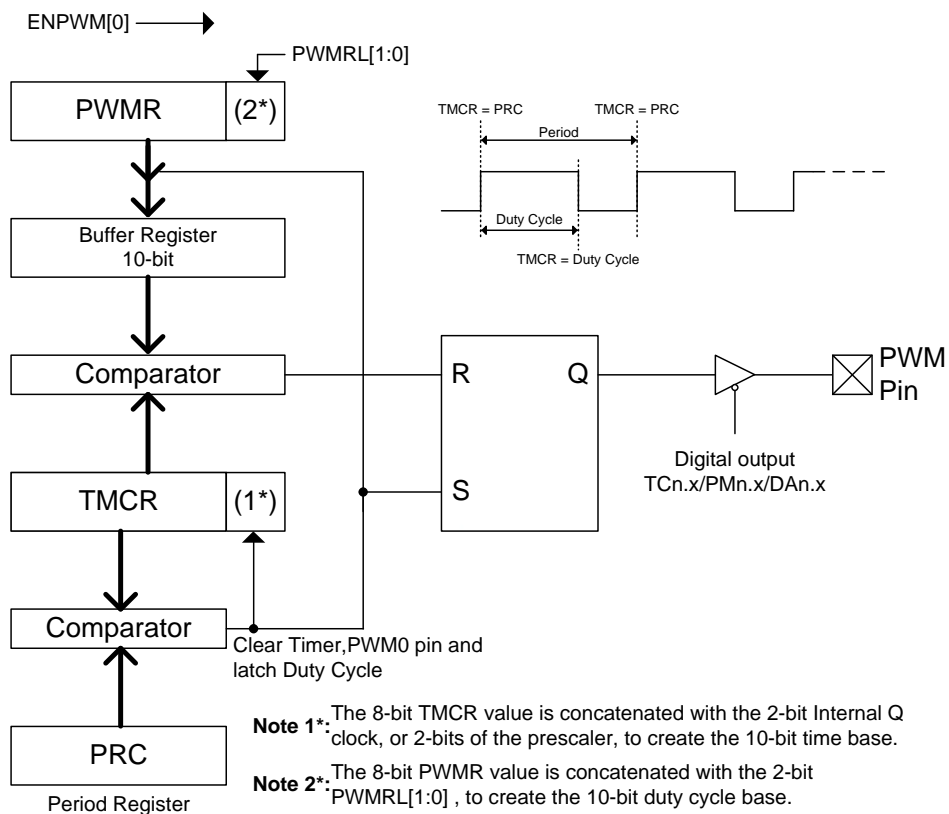 ENPWM[0]
PWMRL[1:0]
PWMR
(2*)
TMCR = PRC
TMCR = PRC
Period
Duty Cycle
TMCR = Duty Cycle
Buffer Register
10-bit
Comparator
R
Q
S
PWM
Pin
Digital output
TCn.x/PMn.x/DAn.x
TMCR
(1*)
Comparator
Clear Timer,PWM0 pin and
latch Duty Cycle
PRC
Period Register
Note 1*: The 8-bit TMCR value is concatenated with the 2-bit Internal Q
clock, or 2-bits of the prescaler, to create the 10-bit time base.
Note 2*: The 8-bit PWMR value is concatenated with the 2-bit
PWMRL[1:0] , to create the 10-bit duty cycle base.